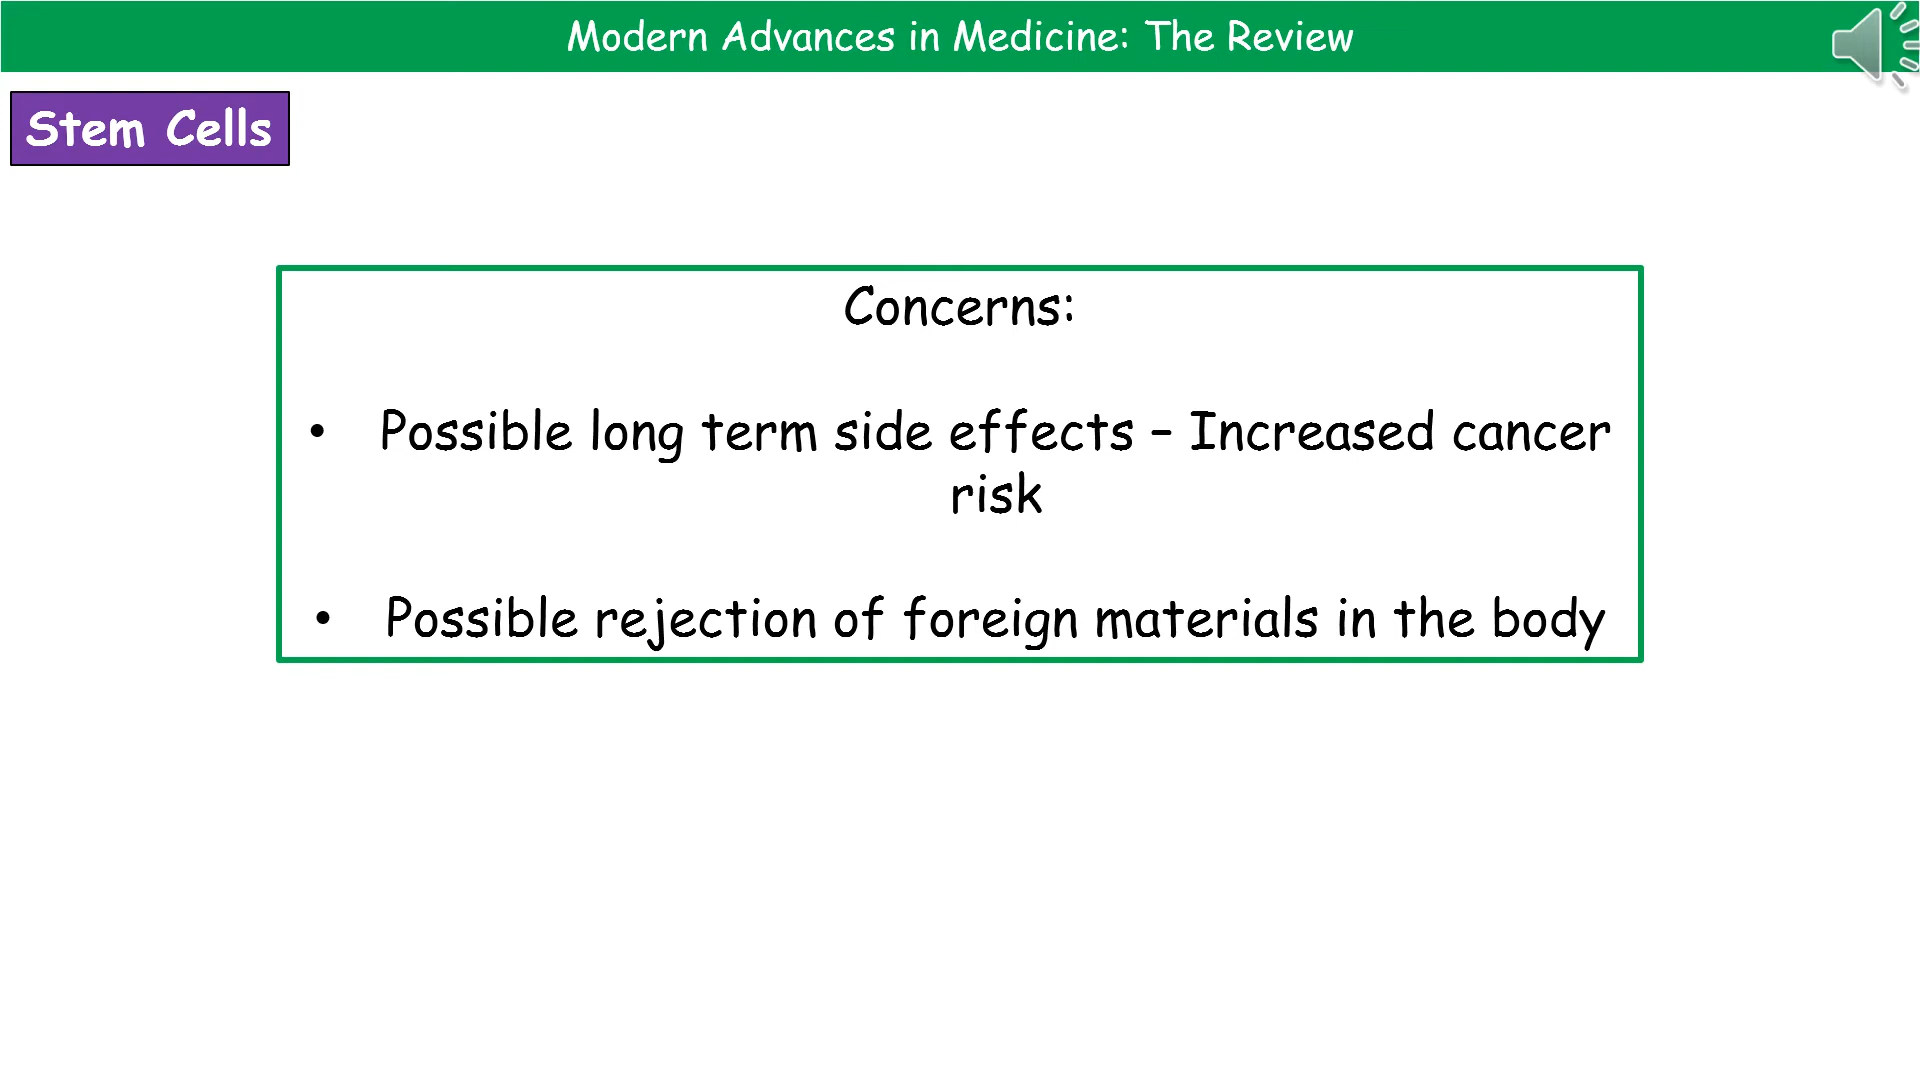 Modern Advances in Medicine: The Review
Stem Cells
Concerns:
• Possible long term side effects – Increased cancer
risk
• Possible rejection of foreign materials in the body